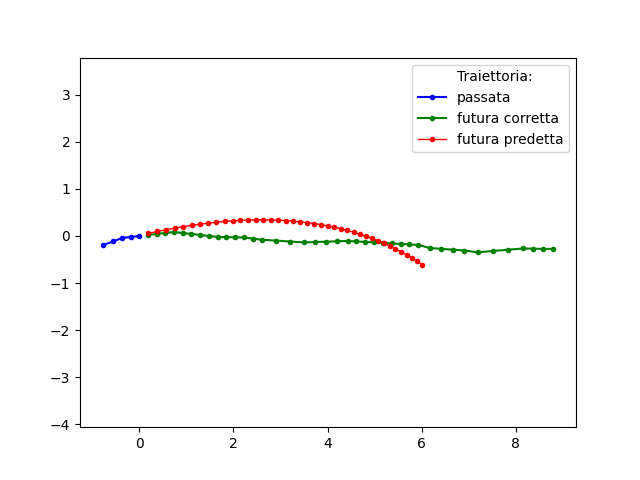 Traiettoria:
passata
futura corretta
futura predetta
3
2
1
0
−1
−2
−3
−4
0 2 4 6 8